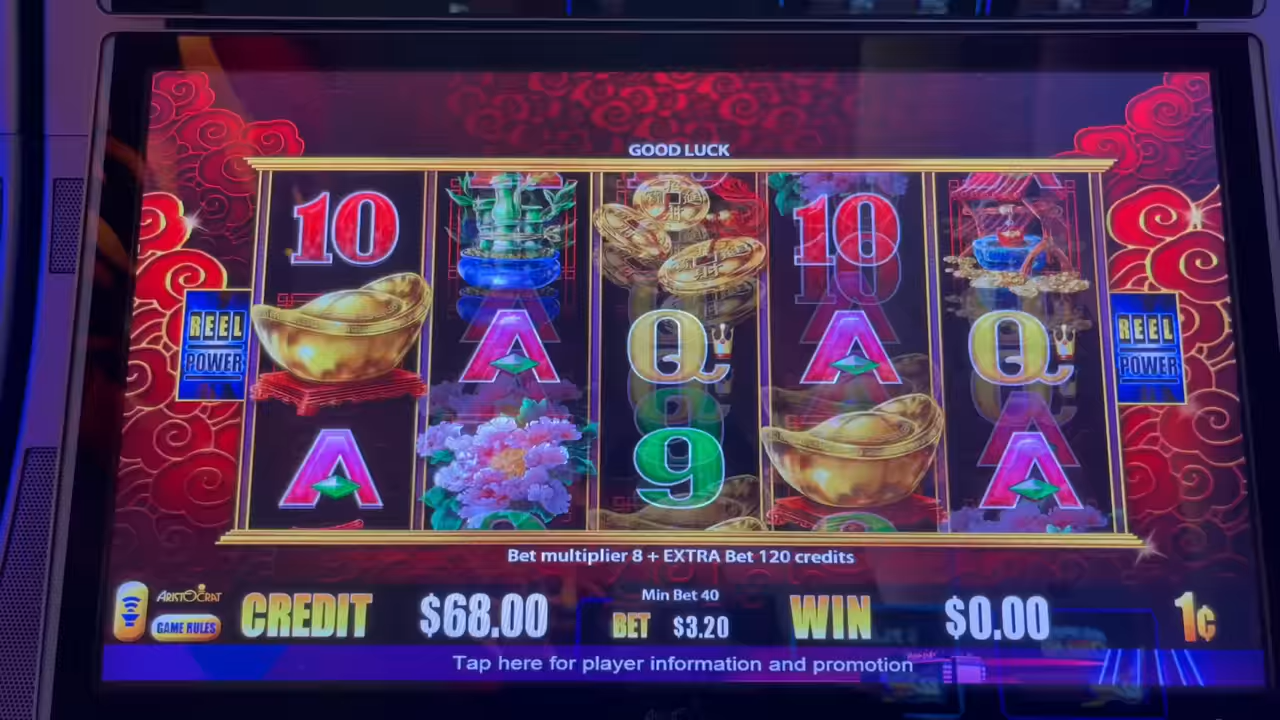 GOOD LUCK
10 10
REEL POWER
A Q A Q
REEL POWER
A 9 A
Bet multiplier 8 + EXTRA Bet 120 credits
ARISTOCRAT
GAME RULES
CREDIT $68.00
Min Bet 40
BET $3.20
WIN $0.00
1¢
Tap here for player information and promotion